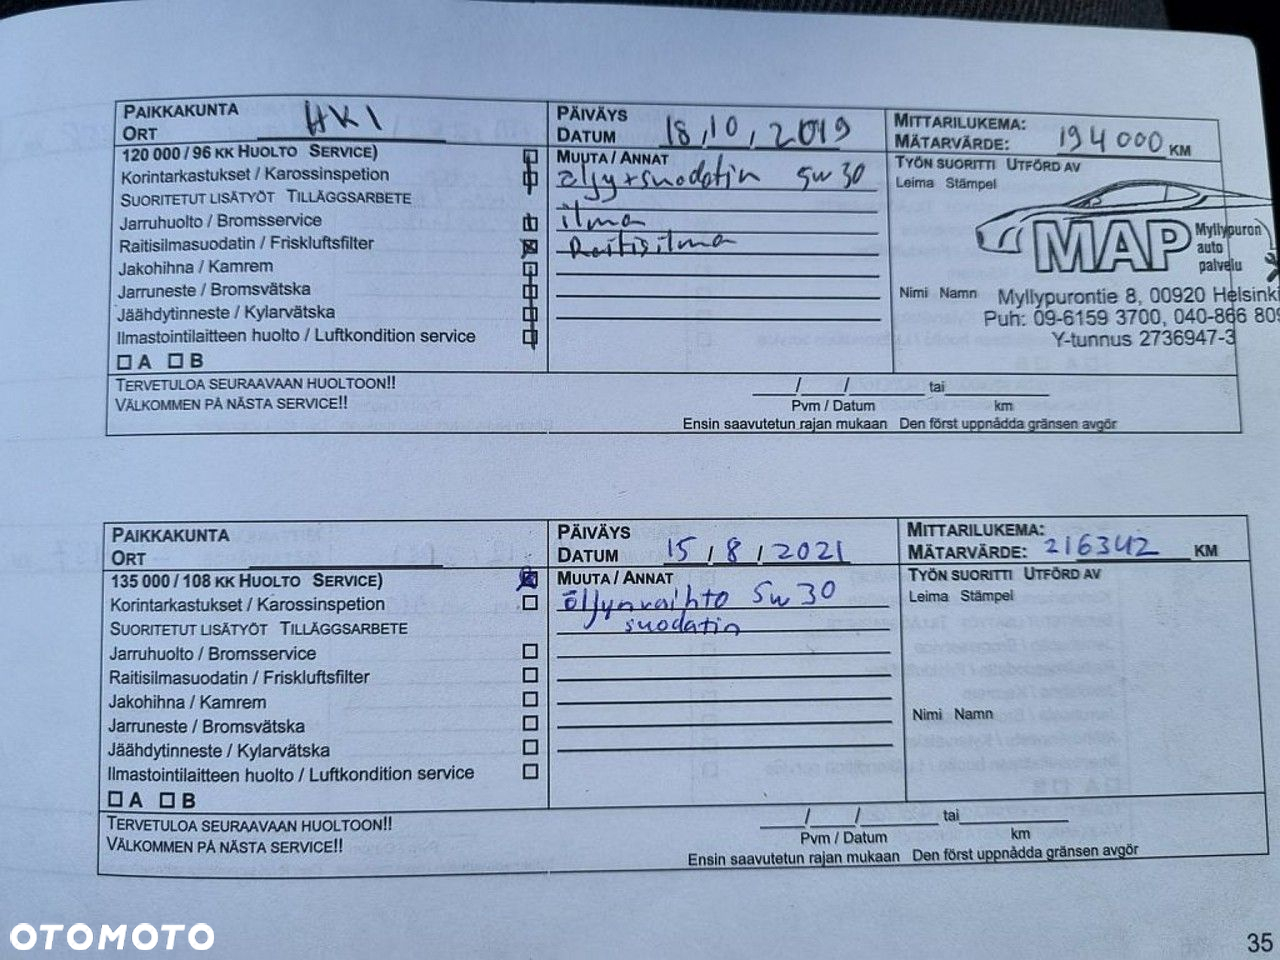 PAIKKAKUNTA
ORT HKI
PÄIVÄYS
DATUM 18,10,2019
MITTARILUKEMA:
MÄTARVÄRDE: 194000 KM
120 000 / 96 KK HUOLTO SERVICE)
Korintarkastukset / Karossinspetion
SUORITETUT LISÄTYÖT TILLÄGGSARBETE
Jarruhuolto / Bromsservice
Raitisilmasuodatin / Friskluftsfilter
Jakohihna / Kamrem
Jarruneste / Bromsvätska
Jäähdytinneste / Kylarvätska
Ilmastointilaitteen huolto / Luftkondition service
A B
MUUTA / ANNAT
öljy+suodatin 5w30
ilma
Raitisilma
TYÖN SUORITTI UTFÖRD AV
Leima Stämpel
MAP Myllypuron
auto
palvelu
Nimi Namn
Myllypurontie 8, 00920 Helsinki
Puh: 09-6159 3700, 040-866 809
Y-tunnus 2736947-3
TERVETULOA SEURAAVAAN HUOLTOON!!
VÄLKOMMEN PÅ NÄSTA SERVICE!!
/ / tai
Pvm / Datum km
Ensin saavutetun rajan mukaan Den först uppnådda gränsen avgör
PAIKKAKUNTA
ORT
PÄIVÄYS
DATUM 15/8/2021
MITTARILUKEMA:
MÄTARVÄRDE: 216342 KM
135 000 / 108 KK HUOLTO SERVICE)
Korintarkastukset / Karossinspetion
SUORITETUT LISÄTYÖT TILLÄGGSARBETE
Jarruhuolto / Bromsservice
Raitisilmasuodatin / Friskluftsfilter
Jakohihna / Kamrem
Jarruneste / Bromsvätska
Jäähdytinneste / Kylarvätska
Ilmastointilaitteen huolto / Luftkondition service
A B
MUUTA / ANNAT
öljynvaihto 5w30
suodatin
TYÖN SUORITTI UTFÖRD AV
Leima Stämpel
Nimi Namn
TERVETULOA SEURAAVAAN HUOLTOON!!
VÄLKOMMEN PÅ NÄSTA SERVICE!!
/ / tai
Pvm / Datum km
Ensin saavutetun rajan mukaan Den först uppnådda gränsen avgör
OTOMOTO
35